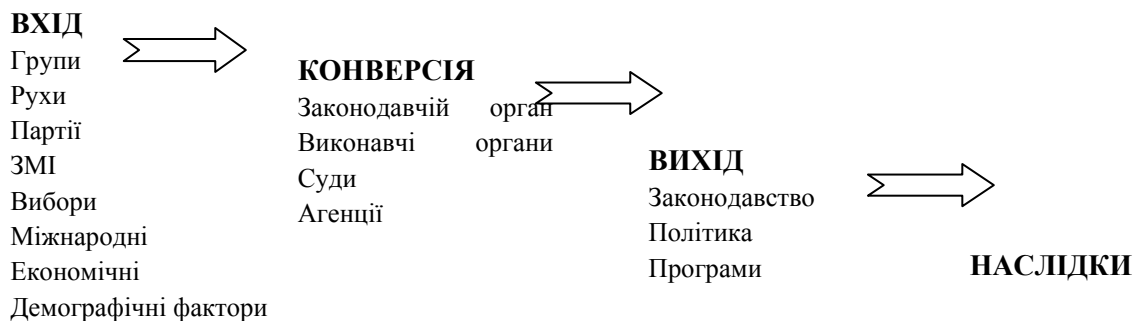 ВХІД
Групи
Рухи
Партії
ЗМІ
Вибори
Міжнародні
Економічні
Демографічні фактори
КОНВЕРСІЯ
Законодавчій орган
Виконавчі органи
Суди
Агенції
ВИХІД
Законодавство
Політика
Програми
НАСЛІДКИ